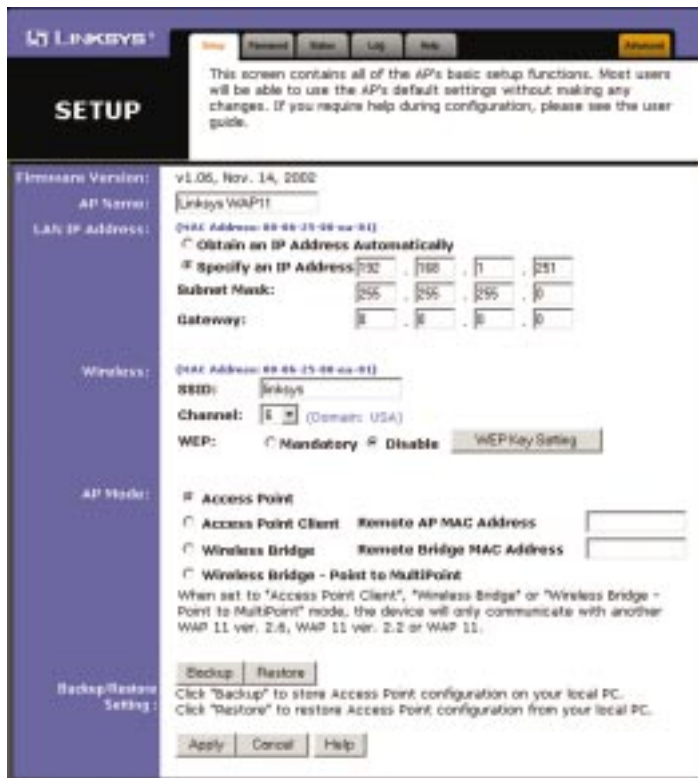 LINKSYS®
Setup Password Status Log Help Advanced
SETUP
This screen contains all of the AP's basic setup functions. Most users
will be able to use the AP's default settings without making any
changes. If you require help during configuration, please see the user
guide.
Firmware Version: v1.06, Nov. 14, 2002
AP Name: Linksys WAP11
LAN IP Address: (MAC Address:
Obtain an IP Address Automatically
Specify an IP Address 192 . 168 . 1 . 251
Subnet Mask: 255 . 255 . 255 . 0
Gateway: 0 . 0 . 0 . 0
Wireless: (MAC Address:
SSID: linksys
Channel: 6 (Domain: USA)
WEP: Mandatory Disable WEP Key Setting
AP Mode: Access Point
Access Point Client Remote AP MAC Address
Wireless Bridge Remote Bridge MAC Address
Wireless Bridge - Point to MultiPoint
When set to "Access Point Client", "Wireless Bridge" or "Wireless Bridge -
Point to MultiPoint" mode, the device will only communicate with another
WAP 11 ver. 2.6, WAP 11 ver. 2.2 or WAP 11.
Backup/Restore Setting : Backup Restore
Click "Backup" to store Access Point configuration on your local PC.
Click "Restore" to restore Access Point configuration from your local PC.
Apply Cancel Help